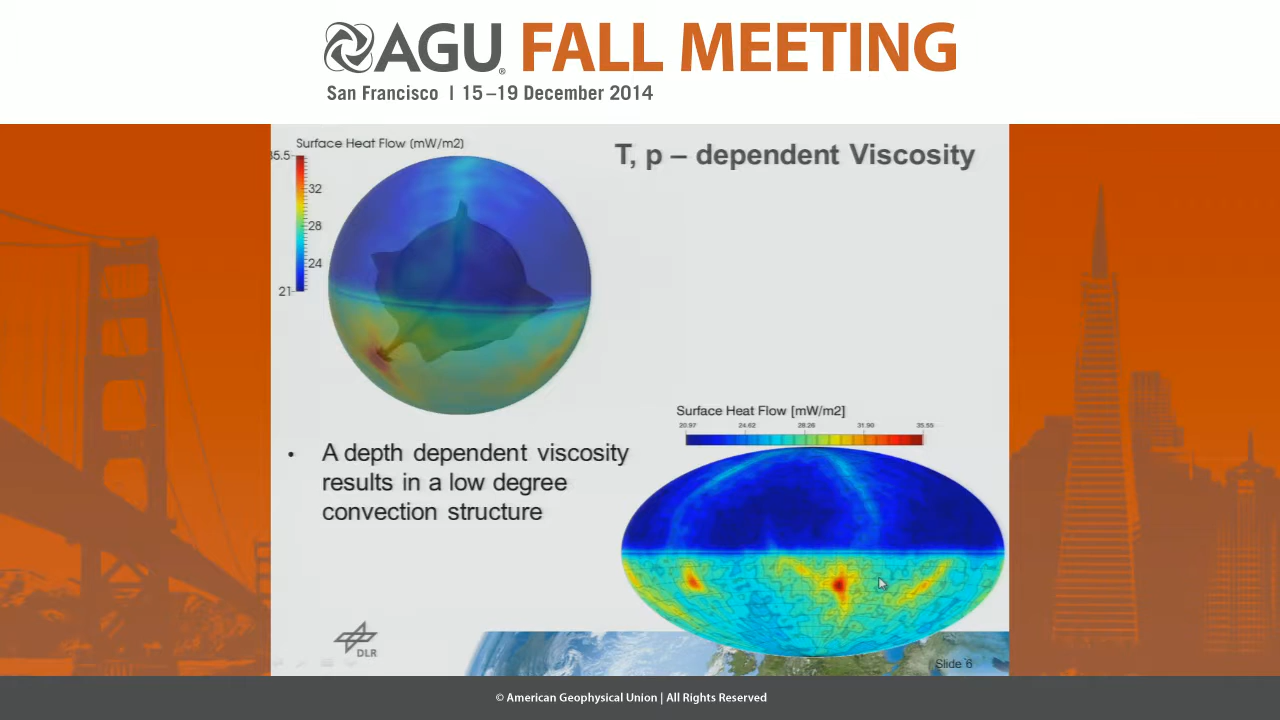 AGU® FALL MEETING
San Francisco | 15–19 December 2014
Surface Heat Flow (mW/m2)
32
28
24
21
T, p – dependent Viscosity
Surface Heat Flow [mW/m2]
20.97 24.62 28.26 31.90 35.55
• A depth dependent viscosity
results in a low degree
convection structure
DLR
Slide 6
© American Geophysical Union | All Rights Reserved